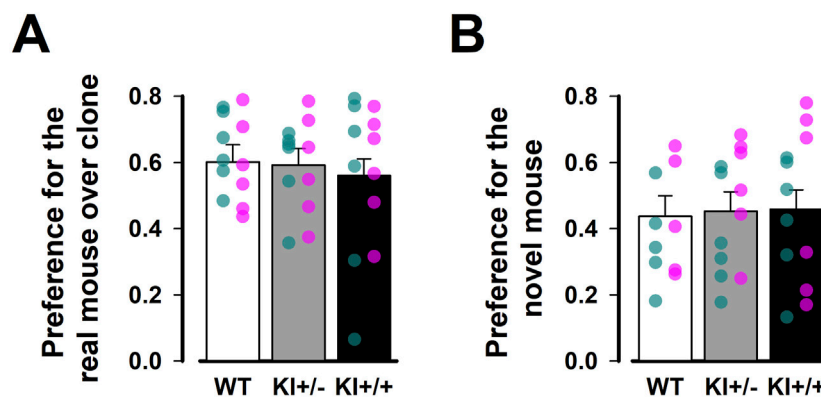 A
Preference for the
real mouse over clone
0.8
0.6
0.4
0.2
0.0
WT
KI+/-
KI+/+
B
Preference for the
novel mouse
0.8
0.6
0.4
0.2
0.0
WT
KI+/-
KI+/+